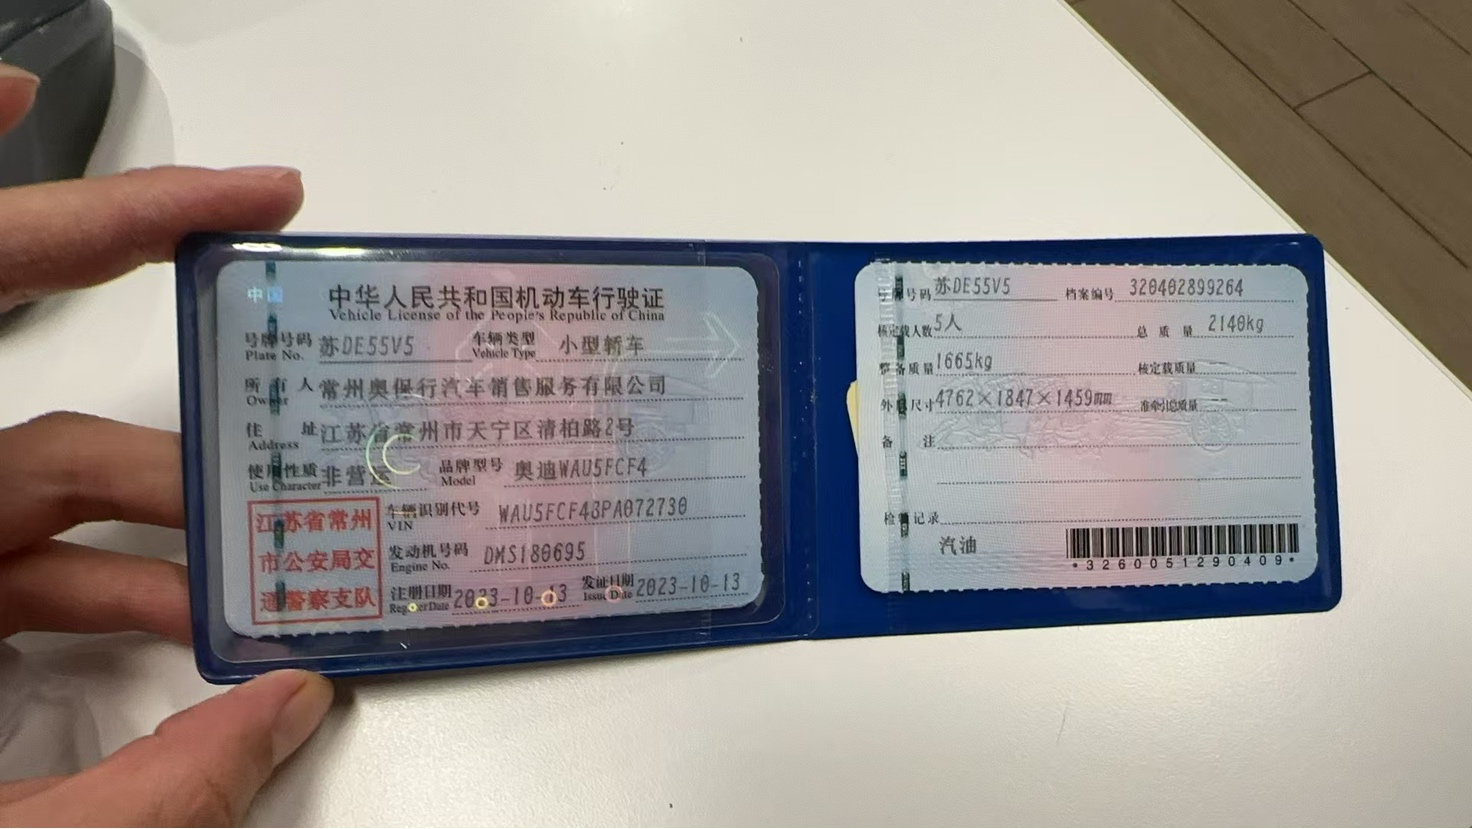 中国
中华人民共和国机动车行驶证
Vehicle License of the People's Republic of China
号牌号码 苏DE55V5 车辆类型 小型轿车
Plate No. Vehicle Type
所有人 常州奥保行汽车销售服务有限公司
Owner
住址 江苏省常州市天宁区清柏路2号
Address
使用性质 非营运 品牌型号 奥迪WAU5FCF4
Use Character Model
江苏省常州
市公安局交
通警察支队
车辆识别代号 WAU5FCF48PA072730
VIN
发动机号码 DMS180695
Engine No.
注册日期 2023-10-13 发证日期 2023-10-13
Register Date Issue Date
号牌号码 苏DE55V5 档案编号 320402899264
核定载人数 5人 总质量 2140kg
整备质量 1665kg 核定载质量
外廓尺寸 4762×1847×1459mm 准牵引总质量
备注
检验记录
汽油
*3260051290409*